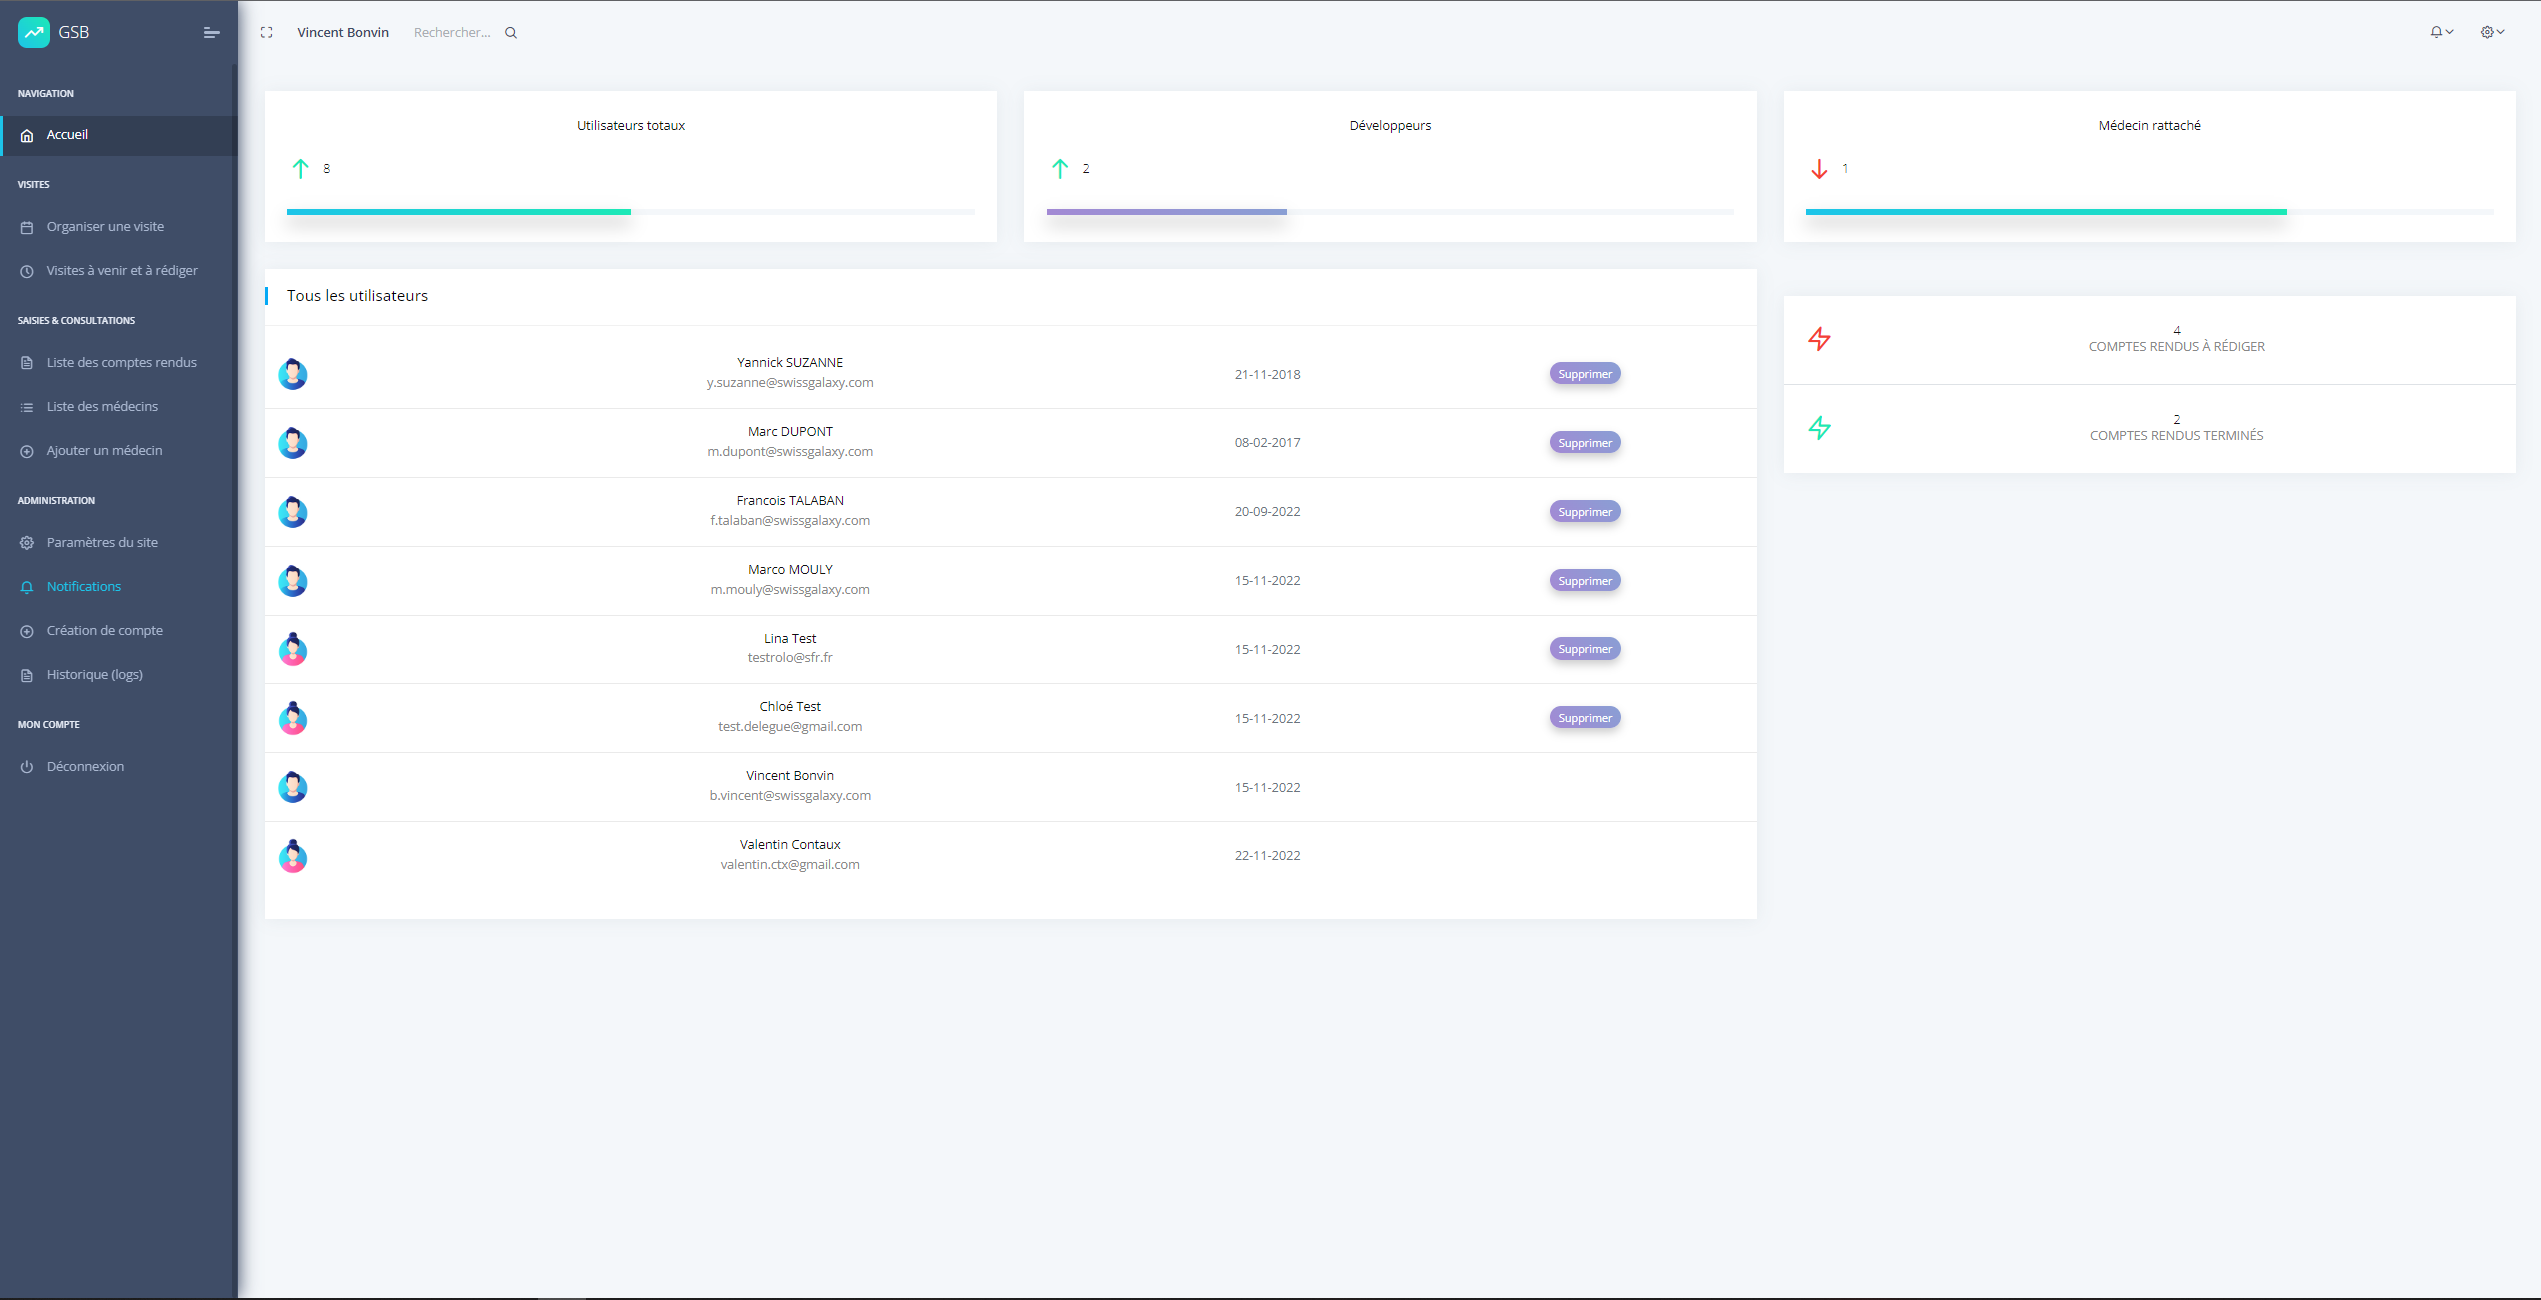 GSB
Vincent Bonvin
Rechercher...
NAVIGATION
Accueil
VISITES
Organiser une visite
Visites à venir et à rédiger
SAISIES & CONSULTATIONS
Liste des comptes rendus
Liste des médecins
Ajouter un médecin
ADMINISTRATION
Paramètres du site
Notifications
Création de compte
Historique (logs)
MON COMPTE
Déconnexion
Utilisateurs totaux
8
Développeurs
2
Médecin rattaché
1
Tous les utilisateurs
Yannick SUZANNE
y.suzanne@swissgalaxy.com
21-11-2018
Supprimer
Marc DUPONT
m.dupont@swissgalaxy.com
08-02-2017
Supprimer
Francois TALABAN
f.talaban@swissgalaxy.com
20-09-2022
Supprimer
Marco MOULY
m.mouly@swissgalaxy.com
15-11-2022
Supprimer
Lina Test
testrolo@sfr.fr
15-11-2022
Supprimer
Chloé Test
test.delegue@gmail.com
15-11-2022
Supprimer
Vincent Bonvin
b.vincent@swissgalaxy.com
15-11-2022
Valentin Contaux
valentin.ctx@gmail.com
22-11-2022
4
COMPTES RENDUS À RÉDIGER
2
COMPTES RENDUS TERMINÉS